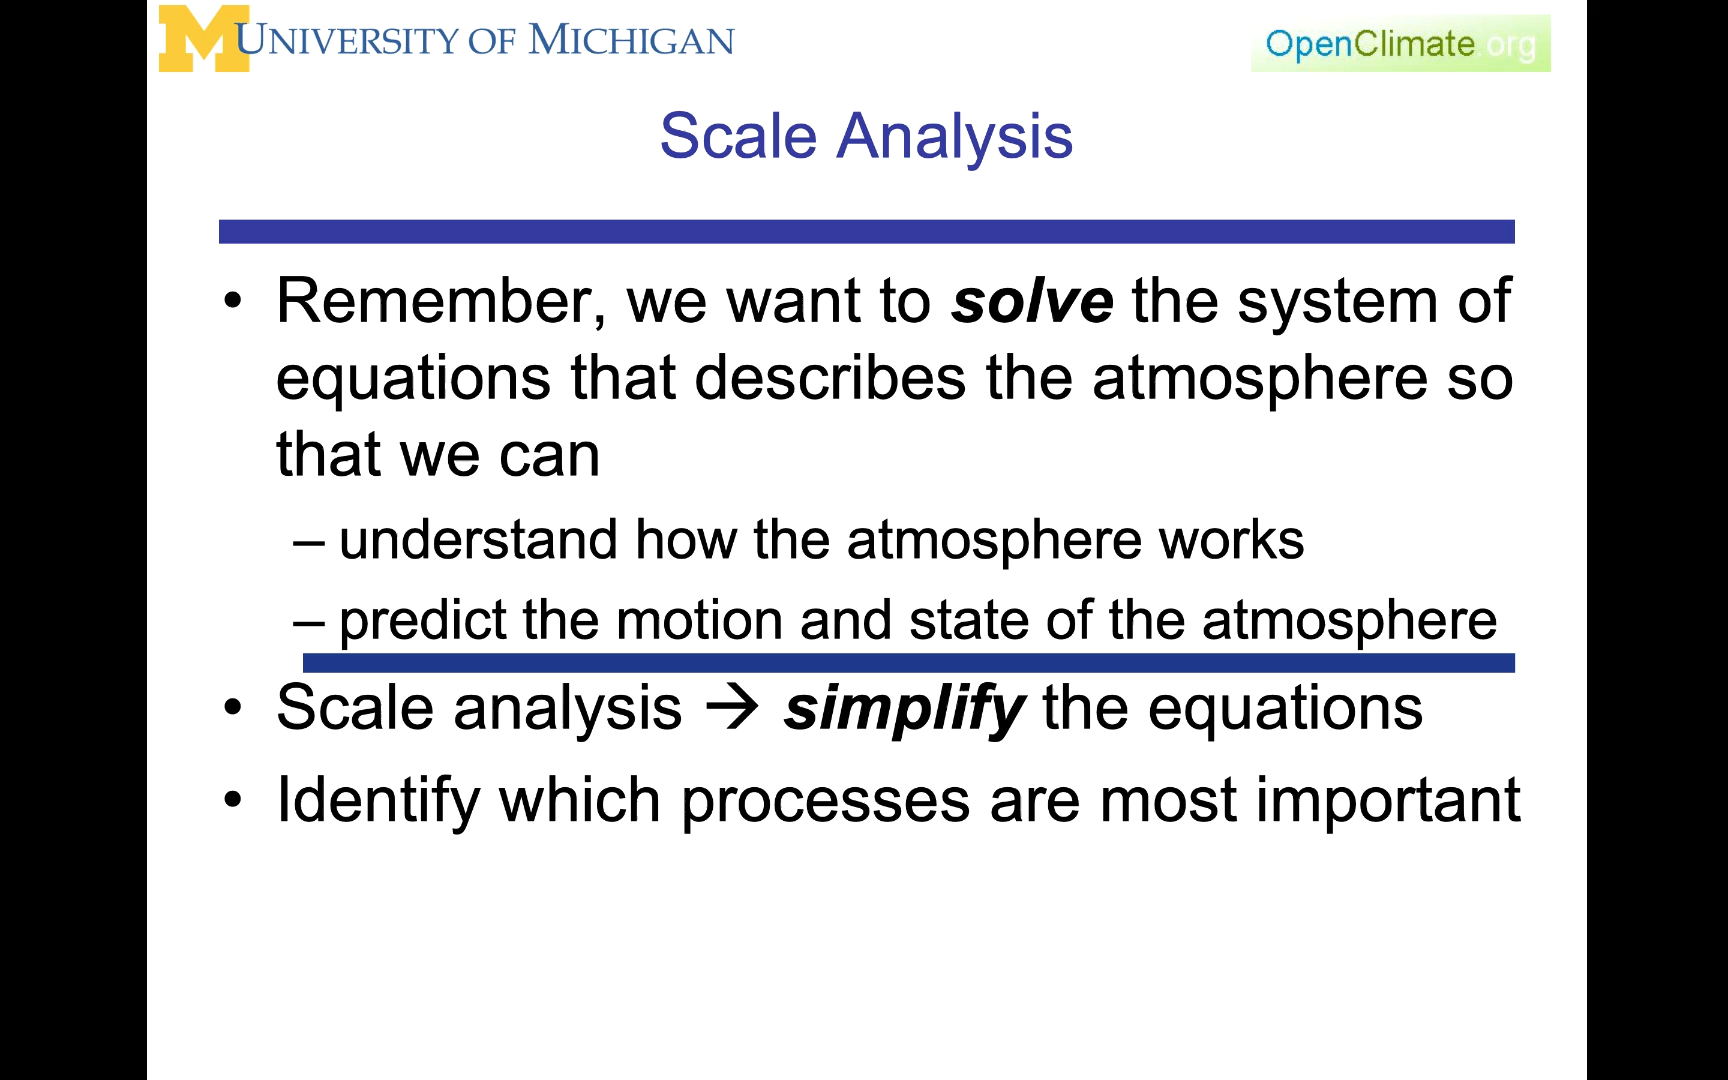 M UNIVERSITY OF MICHIGAN
OpenClimate.org
Scale Analysis
• Remember, we want to solve the system of
equations that describes the atmosphere so
that we can
– understand how the atmosphere works
– predict the motion and state of the atmosphere
• Scale analysis → simplify the equations
• Identify which processes are most important